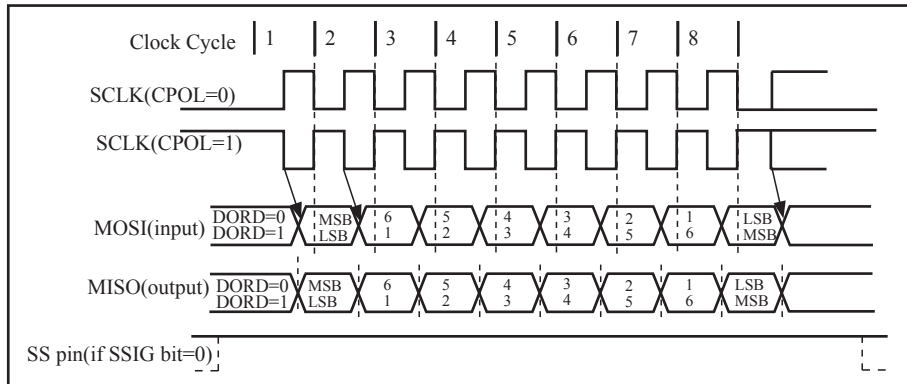 Clock Cycle 1 2 3 4 5 6 7 8
SCLK(CPOL=0)
SCLK(CPOL=1)
MOSI(input) DORD=0 MSB 6 5 4 3 2 1 LSB
DORD=1 LSB 1 2 3 4 5 6 MSB
MISO(output) DORD=0 MSB 6 5 4 3 2 1 LSB
DORD=1 LSB 1 2 3 4 5 6 MSB
SS pin(if SSIG bit=0)